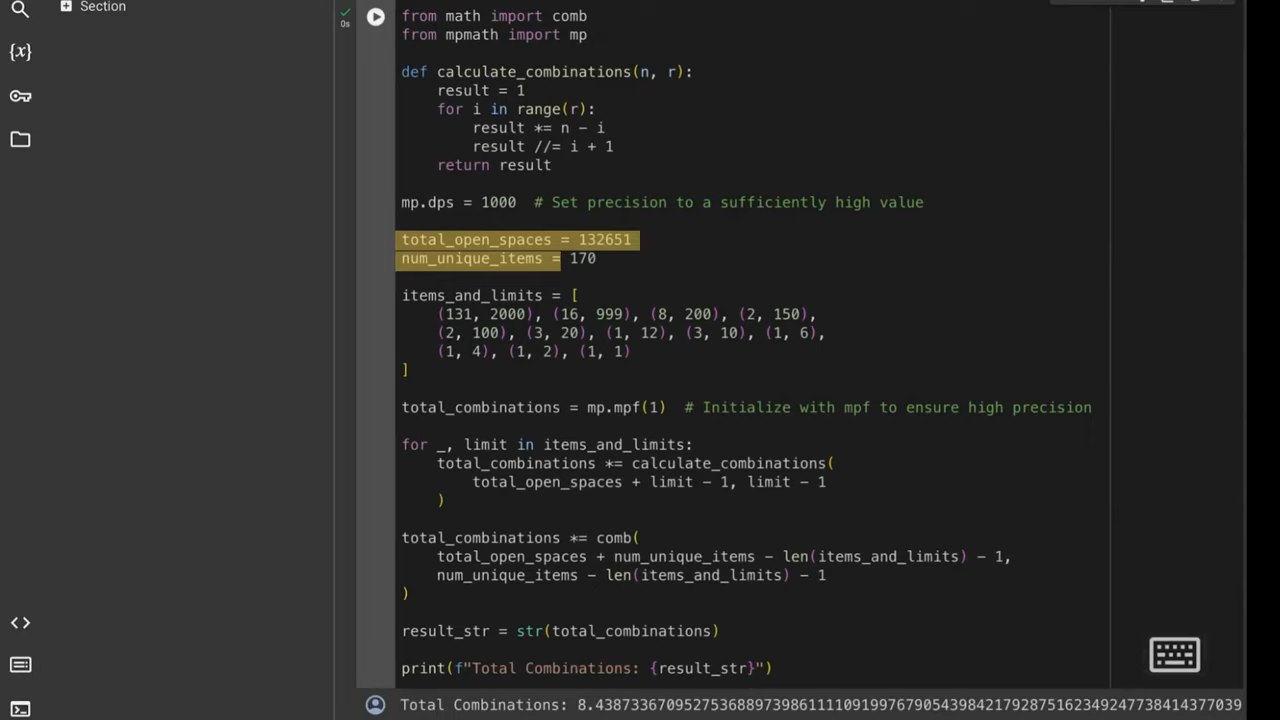 Section
0s
{x}
from math import comb
from mpmath import mp
def calculate_combinations(n, r):
result = 1
for i in range(r):
result *= n - i
result //= i + 1
return result
mp.dps = 1000  # Set precision to a sufficiently high value
total_open_spaces = 132651
num_unique_items = 170
items_and_limits = [
(131, 2000), (16, 999), (8, 200), (2, 150),
(2, 100), (3, 20), (1, 12), (3, 10), (1, 6),
(1, 4), (1, 2), (1, 1)
]
total_combinations = mp.mpf(1)  # Initialize with mpf to ensure high precision
for _, limit in items_and_limits:
total_combinations *= calculate_combinations(
total_open_spaces + limit - 1, limit - 1
)
total_combinations *= comb(
total_open_spaces + num_unique_items - len(items_and_limits) - 1,
num_unique_items - len(items_and_limits) - 1
)
result_str = str(total_combinations)
print(f"Total Combinations: {result_str}")
Total Combinations: 8.438733670952753688973986111109199767905439842179287516234924773841437​7039